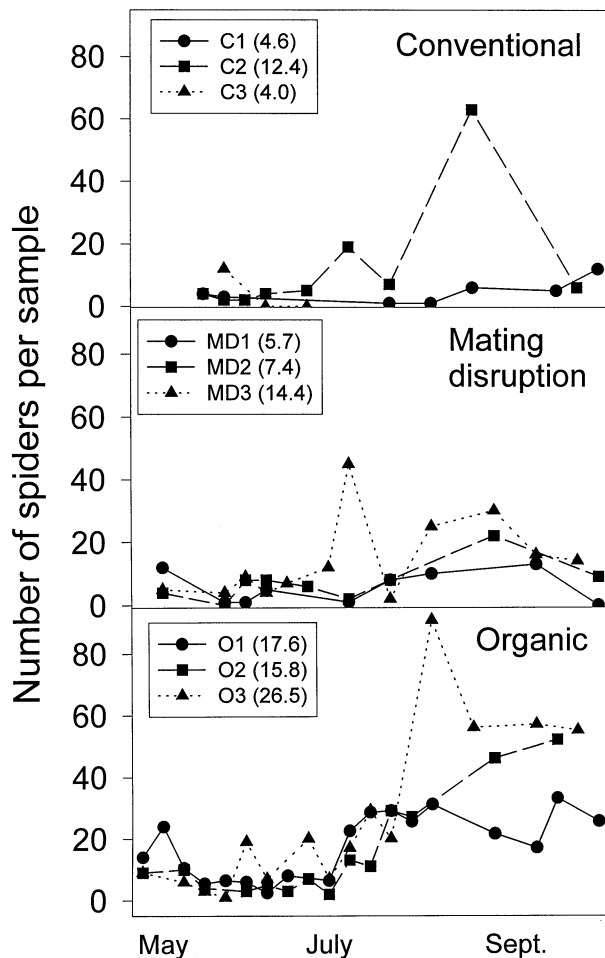 Number of spiders per sample
Conventional
C1 (4.6)
C2 (12.4)
C3 (4.0)
80
60
40
20
0
Mating
disruption
MD1 (5.7)
MD2 (7.4)
MD3 (14.4)
80
60
40
20
0
Organic
O1 (17.6)
O2 (15.8)
O3 (26.5)
80
60
40
20
0
May July Sept.